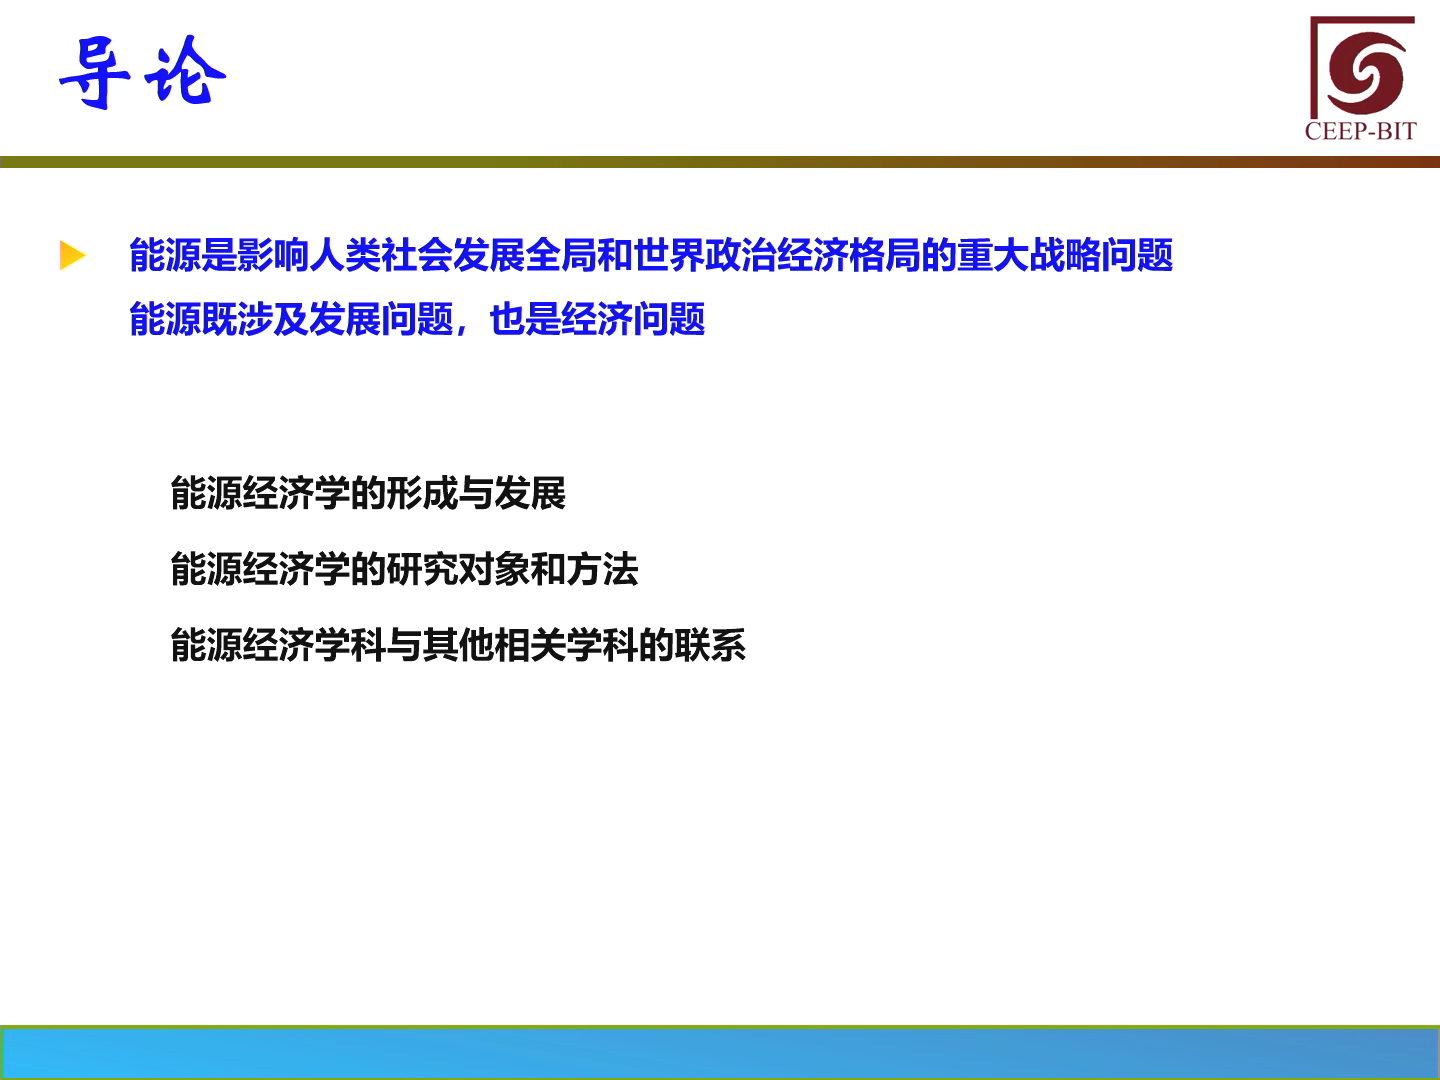 导论
CEEP-BIT
能源是影响人类社会发展全局和世界政治经济格局的重大战略问题
能源既涉及发展问题，也是经济问题
能源经济学的形成与发展
能源经济学的研究对象和方法
能源经济学科与其他相关学科的联系